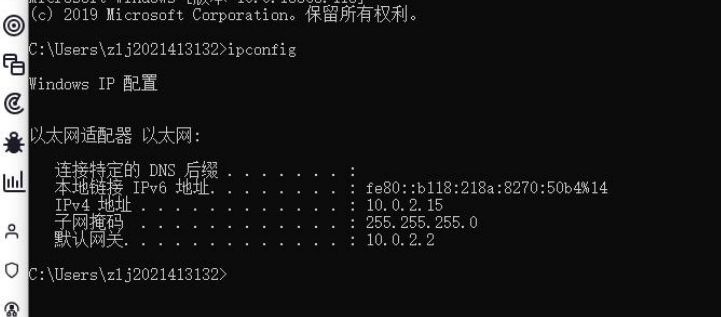 (c) 2019 Microsoft Corporation。保留所有权利。
C:\Users\z1j2021413132>ipconfig
Windows IP 配置
以太网适配器 以太网:
连接特定的 DNS 后缀 . . . . . . . :
本地链接 IPv6 地址. . . . . . . . : fe80::b118:218a:8270:50b4%14
IPv4 地址 . . . . . . . . . . . . : 10.0.2.15
子网掩码 . . . . . . . . . . . . : 255.255.255.0
默认网关. . . . . . . . . . . . . : 10.0.2.2
C:\Users\z1j2021413132>